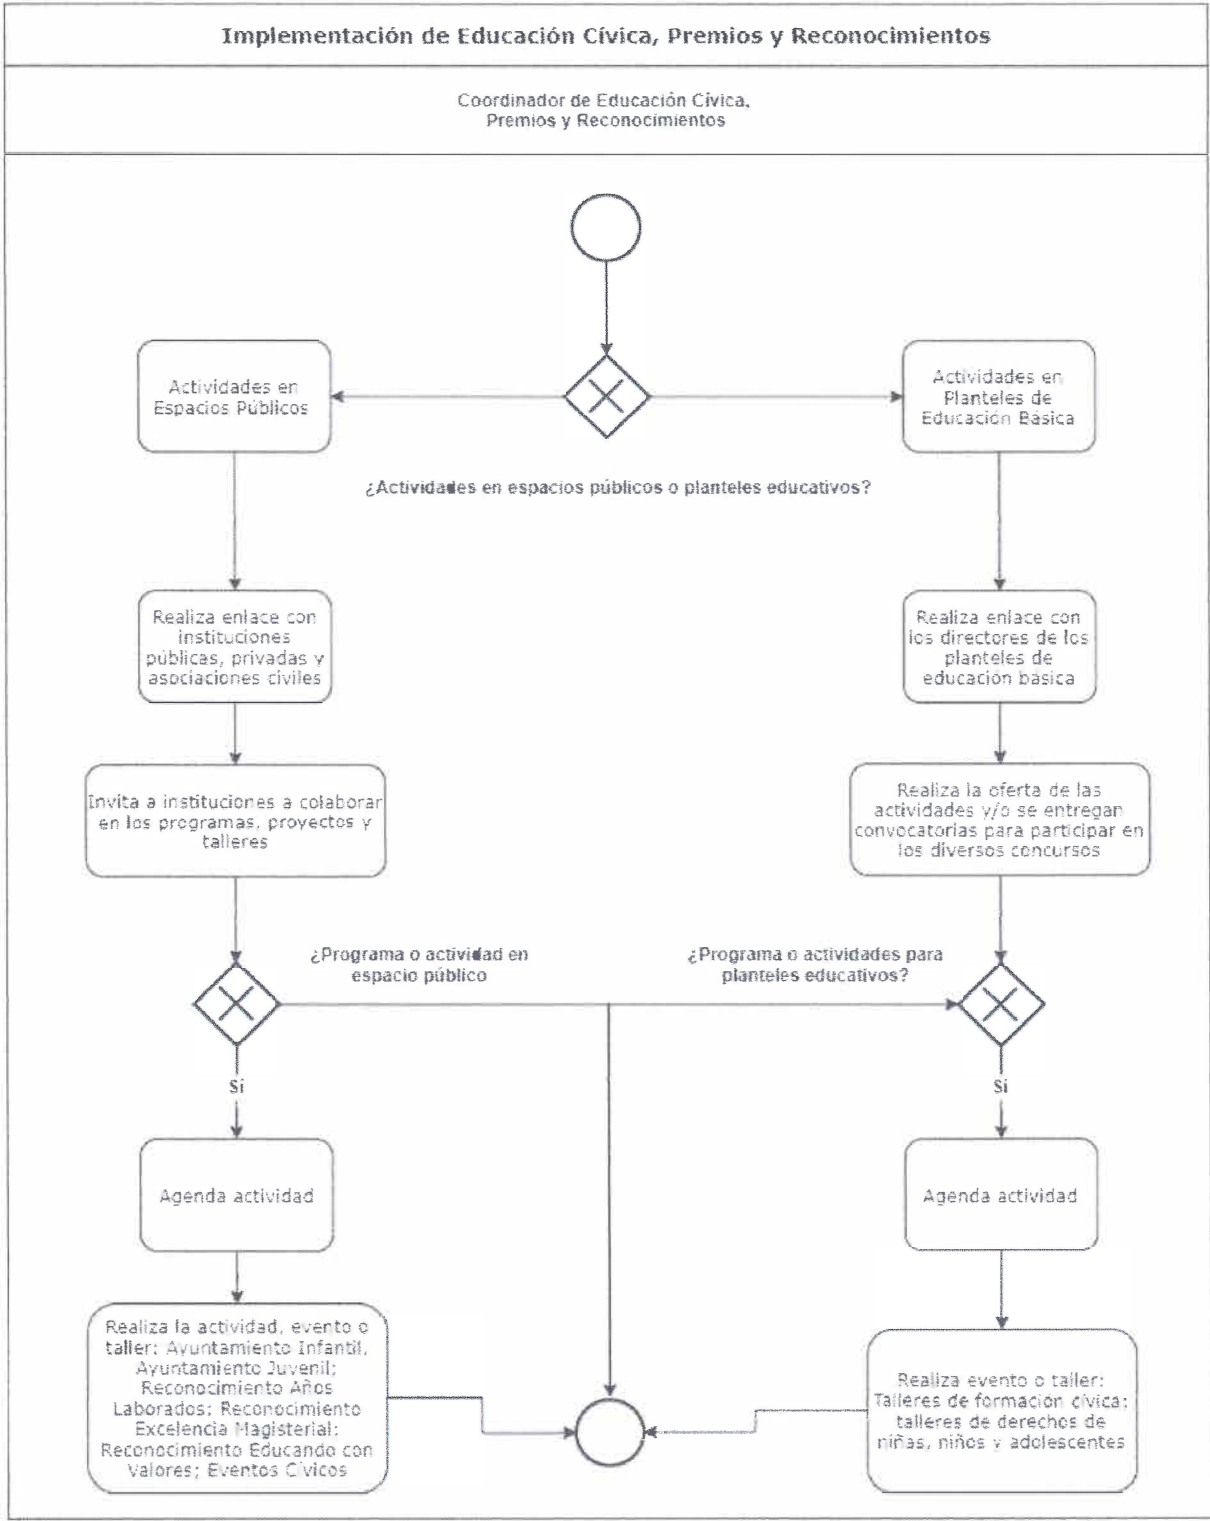 Implementación de Educación Cívica, Premios y Reconocimientos
Coordinador de Educación Cívica,
Premios y Reconocimientos
Actividades en
Espacios Públicos
Actividades en
Planteles de
Educación Básica
¿Actividades en espacios públicos o planteles educativos?
Realiza enlace con
instituciones
públicas, privadas y
asociaciones civiles
Realiza enlace con
los directores de los
planteles de
educación básica
Invita a instituciones a colaborar
en los programas, proyectos y
talleres
Realiza la oferta de las
actividades y/o se entregan
convocatorias para participar en
los diversos concursos
¿Programa o actividad en
espacio público
¿Programa o actividades para
planteles educativos?
Si
Si
Agenda actividad
Agenda actividad
Realiza la actividad, evento o
taller: Ayuntamiento Infantil,
Ayuntamiento Juvenil;
Reconocimiento Años
Laborados; Reconocimiento
Excelencia Magisterial;
Reconocimiento Educando con
Valores; Eventos Cívicos
Realiza evento o taller:
Talleres de formación cívica;
talleres de derechos de
niñas, niños y adolescentes